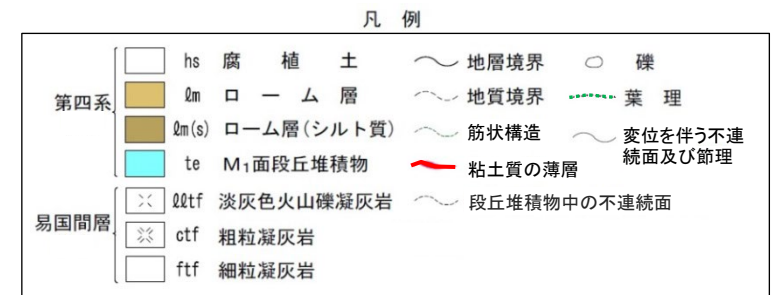 凡 例
第四系
hs 腐植土
ℓm ローム層
ℓm(s) ローム層(シルト質)
te M₁面段丘堆積物
易国間層
ℓℓtf 淡灰色火山礫凝灰岩
ctf 粗粒凝灰岩
ftf 細粒凝灰岩
地層境界
地質境界
筋状構造
粘土質の薄層
段丘堆積物中の不連続面
礫
葉理
変位を伴う不連
続面及び節理